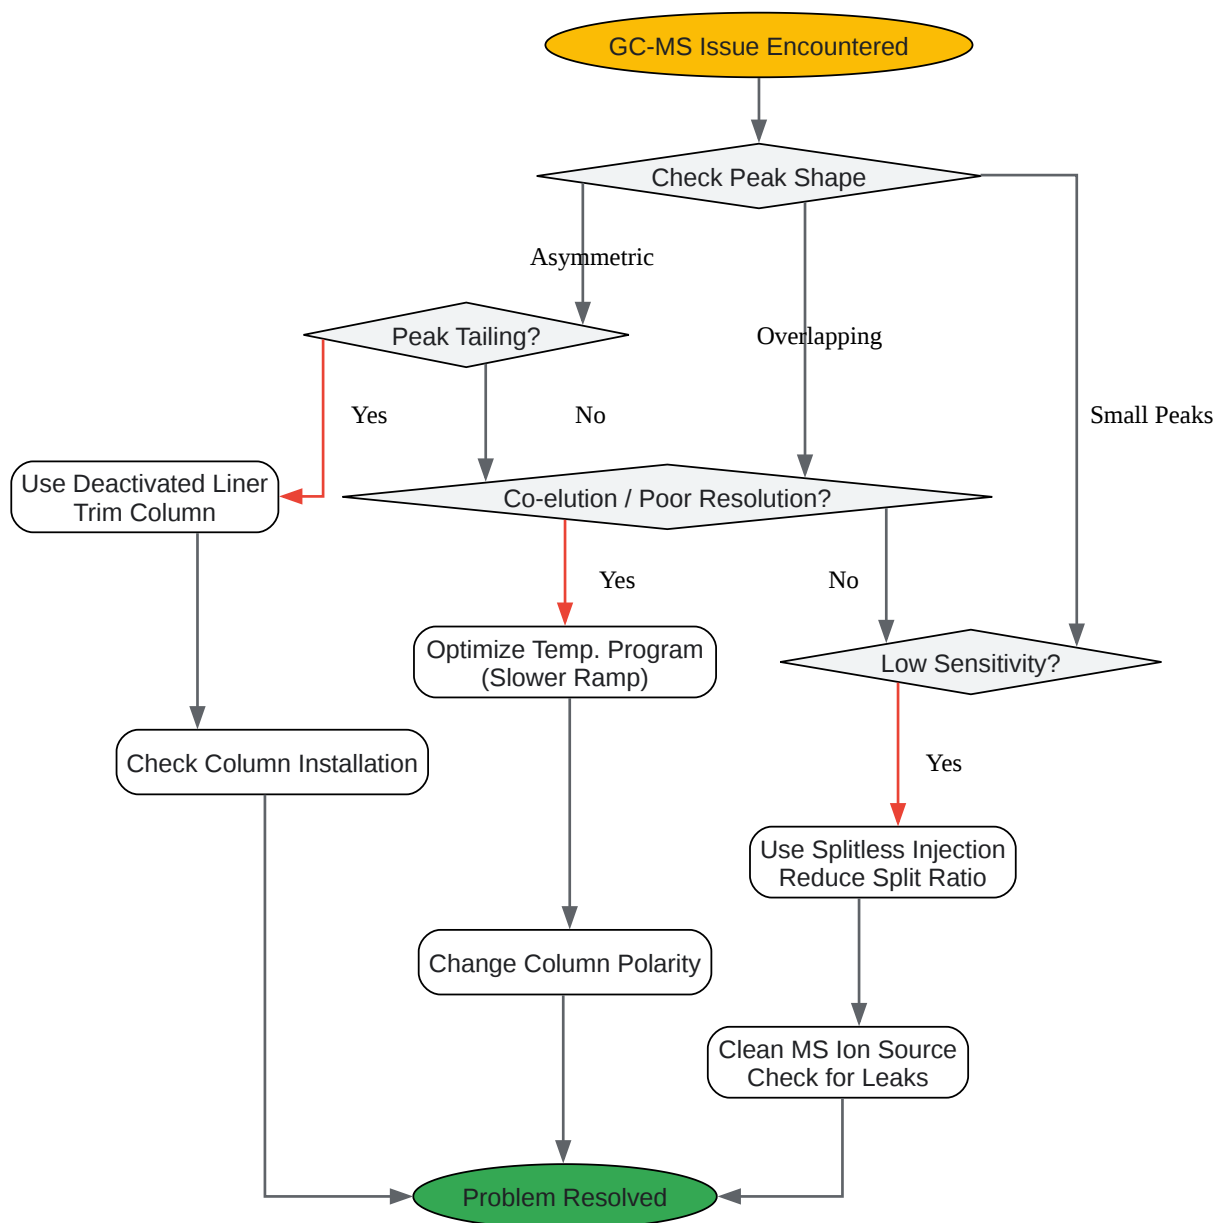 GC-MS Issue Encountered
Check Peak Shape
Asymmetric
Peak Tailing?
Overlapping
Yes
No
Small Peaks
Use Deactivated Liner
Trim Column
Co-elution / Poor Resolution?
Yes
No
Optimize Temp. Program
(Slower Ramp)
Low Sensitivity?
Check Column Installation
Yes
Use Splitless Injection
Reduce Split Ratio
Change Column Polarity
Clean MS Ion Source
Check for Leaks
Problem Resolved